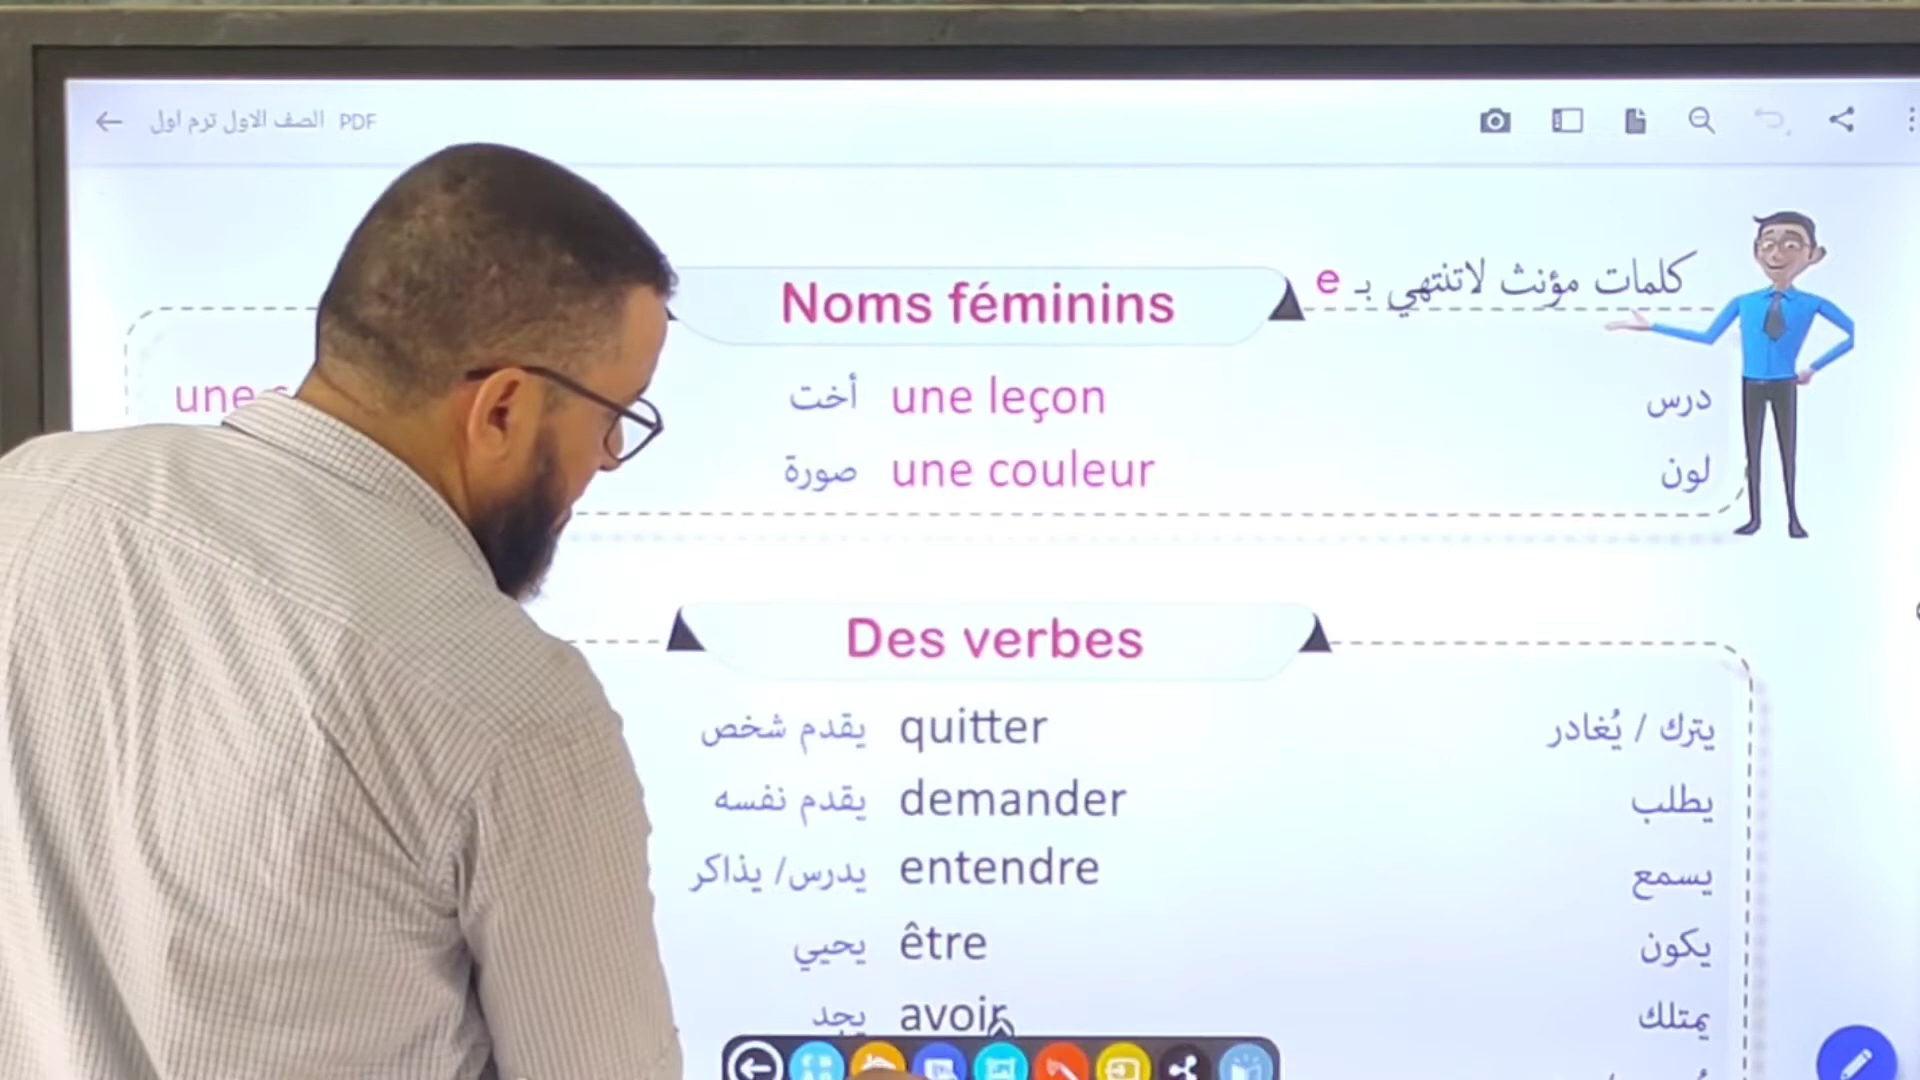 الصف الاول ترم اول PDF
كلمات مؤنث لاتنتهي بـ e
Noms féminins
une أخت une leçon درس
صورة une couleur لون
Des verbes
يقدم شخص quitter يترك / يُغادر
يقدم نفسه demander يطلب
يدرس/ يذاكر entendre يسمع
يحيي être يكون
يجد avoir يمتلك